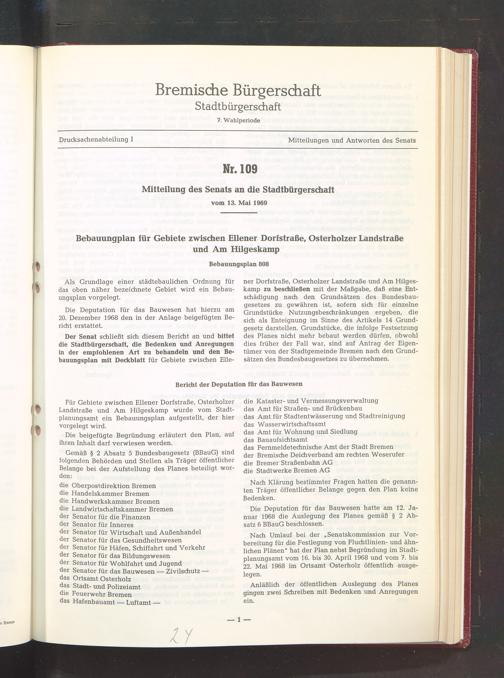 Bremische Bürgerschaft
Stadtbürgerschaft
7. Wahlperiode
Drucksachenabteilung I
Mitteilungen und Antworten des Senats
Nr. 109
Mitteilung des Senats an die Stadtbürgerschaft
vom 13. Mai 1969
Bebauungplan für Gebiete zwischen Ellener Dorfstraße, Osterholzer Landstraße
und Am Hilgeskamp
Bebauungsplan 808
Als Grundlage einer städtebaulichen Ordnung für
das oben näher bezeichnete Gebiet wird ein Bebau-
ungsplan vorgelegt.
Die Deputation für das Bauwesen hat hierzu am
20. Dezember 1968 den in der Anlage beigefügten Be-
richt erstattet.
Der Senat schließt sich diesem Bericht an und bittet
die Stadtbürgerschaft, die Bedenken und Anregungen
in der empfohlenen Art zu behandeln und den Be-
bauungsplan mit Deckblatt für Gebiete zwischen Elle-
ner Dorfstraße, Osterholzer Landstraße und Am Hilges-
kamp zu beschließen mit der Maßgabe, daß eine Ent-
schädigung nach den Grundsätzen des Bundesbau-
gesetzes zu gewähren ist, sofern sich für einzelne
Grundstücke Nutzungsbeschränkungen ergeben, die
sich als Enteignung im Sinne des Artikels 14 Grund-
gesetz darstellen. Grundstücke, die infolge Festsetzung
des Planes nicht mehr bebaut werden dürfen, obwohl
dies früher der Fall war, sind auf Antrag der Eigen-
tümer von der Stadtgemeinde Bremen nach den Grund-
sätzen des Bundesbaugesetzes zu übernehmen.
Bericht der Deputation für das Bauwesen
Für Gebiete zwischen Ellener Dorfstraße, Osterholzer
Landstraße und Am Hilgeskamp wurde vom Stadt-
planungsamt ein Bebauungsplan aufgestellt, der hier
vorgelegt wird.
Die beigefügte Begründung erläutert den Plan, auf
ihren Inhalt darf verwiesen werden.
Gemäß § 2 Absatz 5 Bundesbaugesetz (BBauG) sind
folgenden Behörden und Stellen als Träger öffentlicher
Belange bei der Aufstellung des Planes beteiligt wor-
den:
die Oberpostdirektion Bremen
die Handelskammer Bremen
die Handwerkskammer Bremen
die Landwirtschaftskammer Bremen
der Senator für die Finanzen
der Senator für Inneres
der Senator für Wirtschaft und Außenhandel
der Senator für das Gesundheitswesen
der Senator für Häfen, Schiffahrt und Verkehr
der Senator für das Bildungswesen
der Senator für Wohlfahrt und Jugend
der Senator für das Bauwesen — Zivilschutz —
das Ortsamt Osterholz
das Stadt- und Polizeiamt
die Feuerwehr Bremen
das Hafenbauamt — Luftamt —
die Kataster- und Vermessungsverwaltung
das Amt für Straßen- und Brückenbau
das Amt für Stadtentwässerung und Stadtreinigung
das Wasserwirtschaftsamt
das Amt für Wohnung und Siedlung
das Bauaufsichtsamt
das Fernmeldetechnische Amt der Stadt Bremen
der Bremische Deichverband am rechten Weserufer
die Bremer Straßenbahn AG
die Stadtwerke Bremen AG
Nach Klärung bestimmter Fragen hatten die genann-
ten Träger öffentlicher Belange gegen den Plan keine
Bedenken.
Die Deputation für das Bauwesen hatte am 12. Ja-
nuar 1968 die Auslegung des Planes gemäß § 2 Ab-
satz 6 BBauG beschlossen.
Nach Umlauf bei der „Senatskommission zur Vor-
bereitung für die Festlegung von Fluchtlinien- und ähn-
lichen Plänen" hat der Plan nebst Begründung im Stadt-
planungsamt vom 16. bis 30. April 1968 und vom 7. bis
22. Mai 1968 im Ortsamt Osterholz öffentlich ausge-
legen.
Anläßlich der öffentlichen Auslegung des Planes
gingen zwei Schreiben mit Bedenken und Anregungen
ein.
— 1 —
24